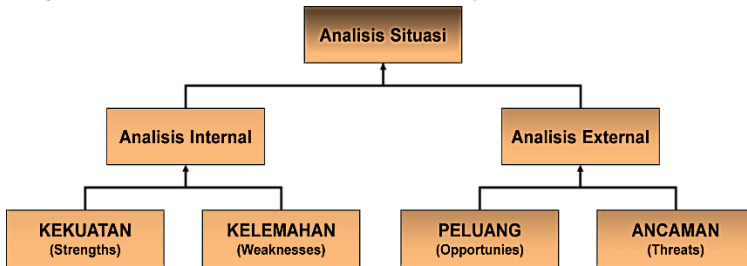 Analisis Situasi
Analisis Internal
Analisis External
KEKUATAN
(Strengths)
KELEMAHAN
(Weaknesses)
PELUANG
(Opportunies)
ANCAMAN
(Threats)